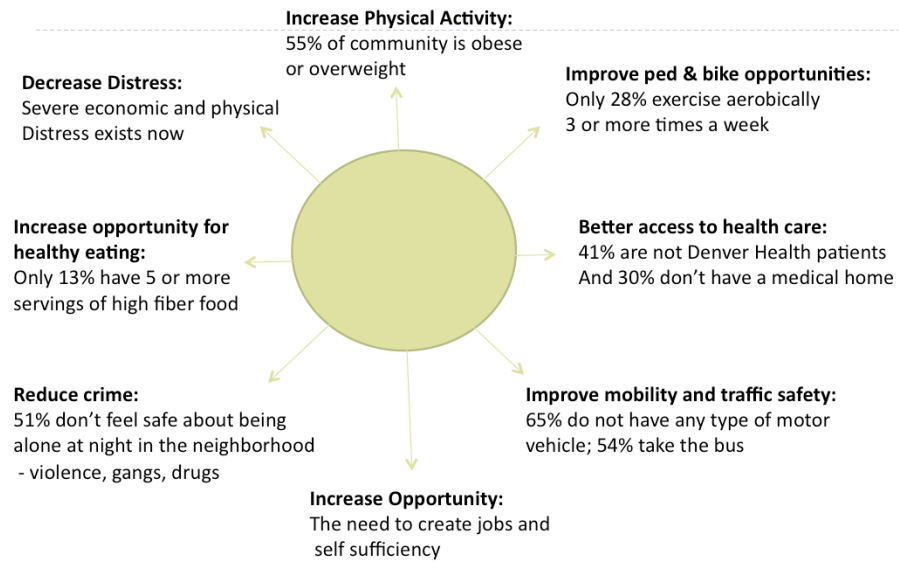 Increase Physical Activity:
55% of community is obese
or overweight
Improve ped & bike opportunities:
Only 28% exercise aerobically
3 or more times a week
Better access to health care:
41% are not Denver Health patients
And 30% don't have a medical home
Improve mobility and traffic safety:
65% do not have any type of motor
vehicle; 54% take the bus
Increase Opportunity:
The need to create jobs and
self sufficiency
Reduce crime:
51% don't feel safe about being
alone at night in the neighborhood
- violence, gangs, drugs
Increase opportunity for
healthy eating:
Only 13% have 5 or more
servings of high fiber food
Decrease Distress:
Severe economic and physical
Distress exists now